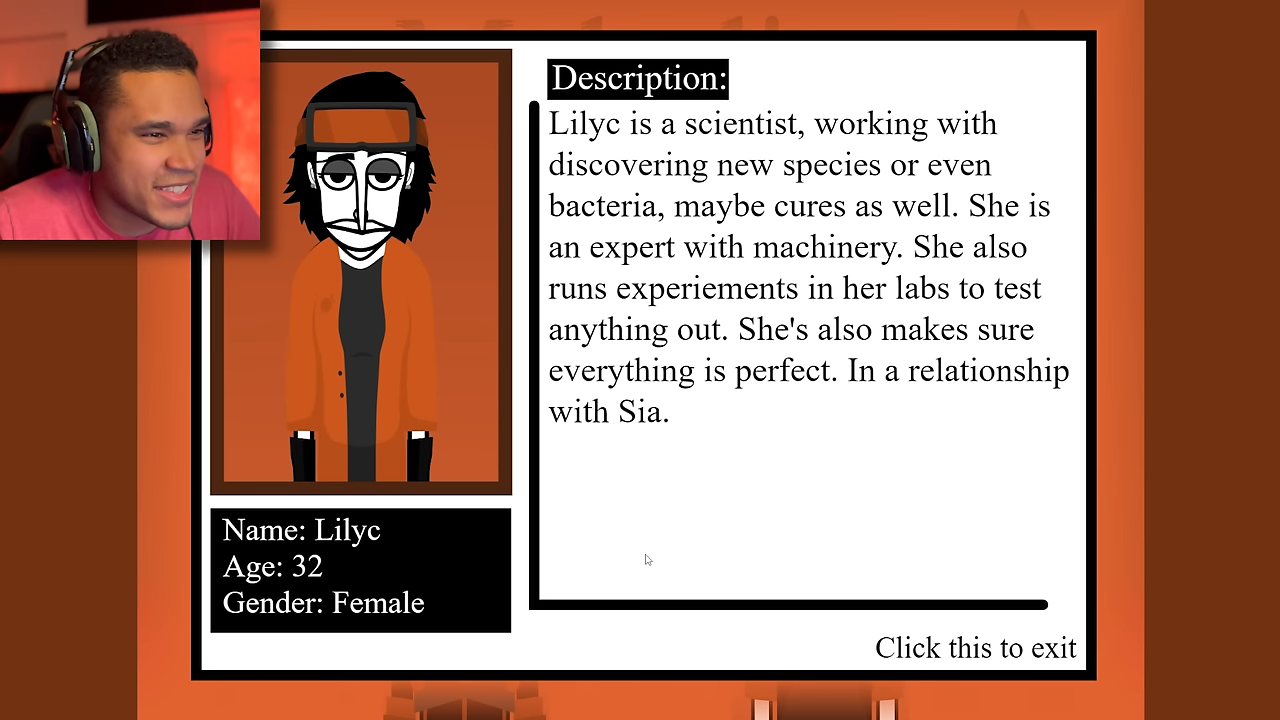 Description:
Lilyc is a scientist, working with
discovering new species or even
bacteria, maybe cures as well. She is
an expert with machinery. She also
runs experiements in her labs to test
anything out. She's also makes sure
everything is perfect. In a relationship
with Sia.
Name: Lilyc
Age: 32
Gender: Female
Click this to exit